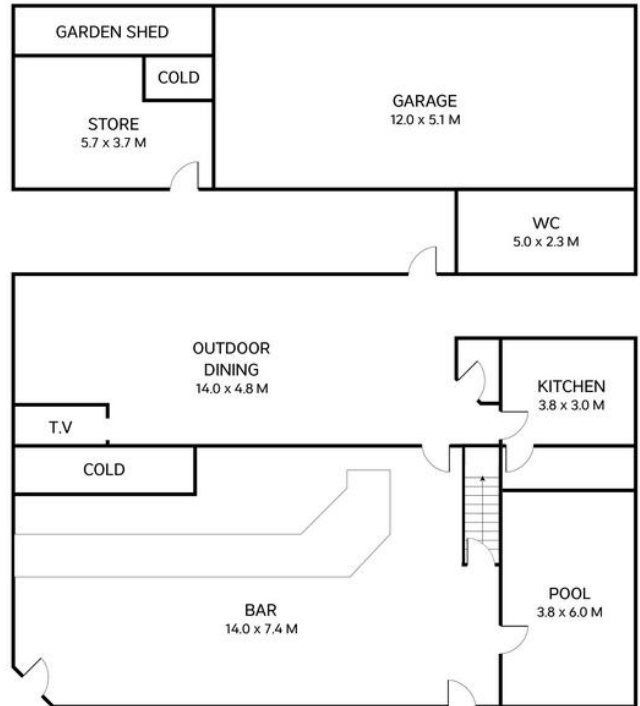 GARDEN SHED
COLD
STORE
5.7 x 3.7 M
GARAGE
12.0 x 5.1 M
WC
5.0 x 2.3 M
OUTDOOR
DINING
14.0 x 4.8 M
KITCHEN
3.8 x 3.0 M
T.V
COLD
BAR
14.0 x 7.4 M
POOL
3.8 x 6.0 M